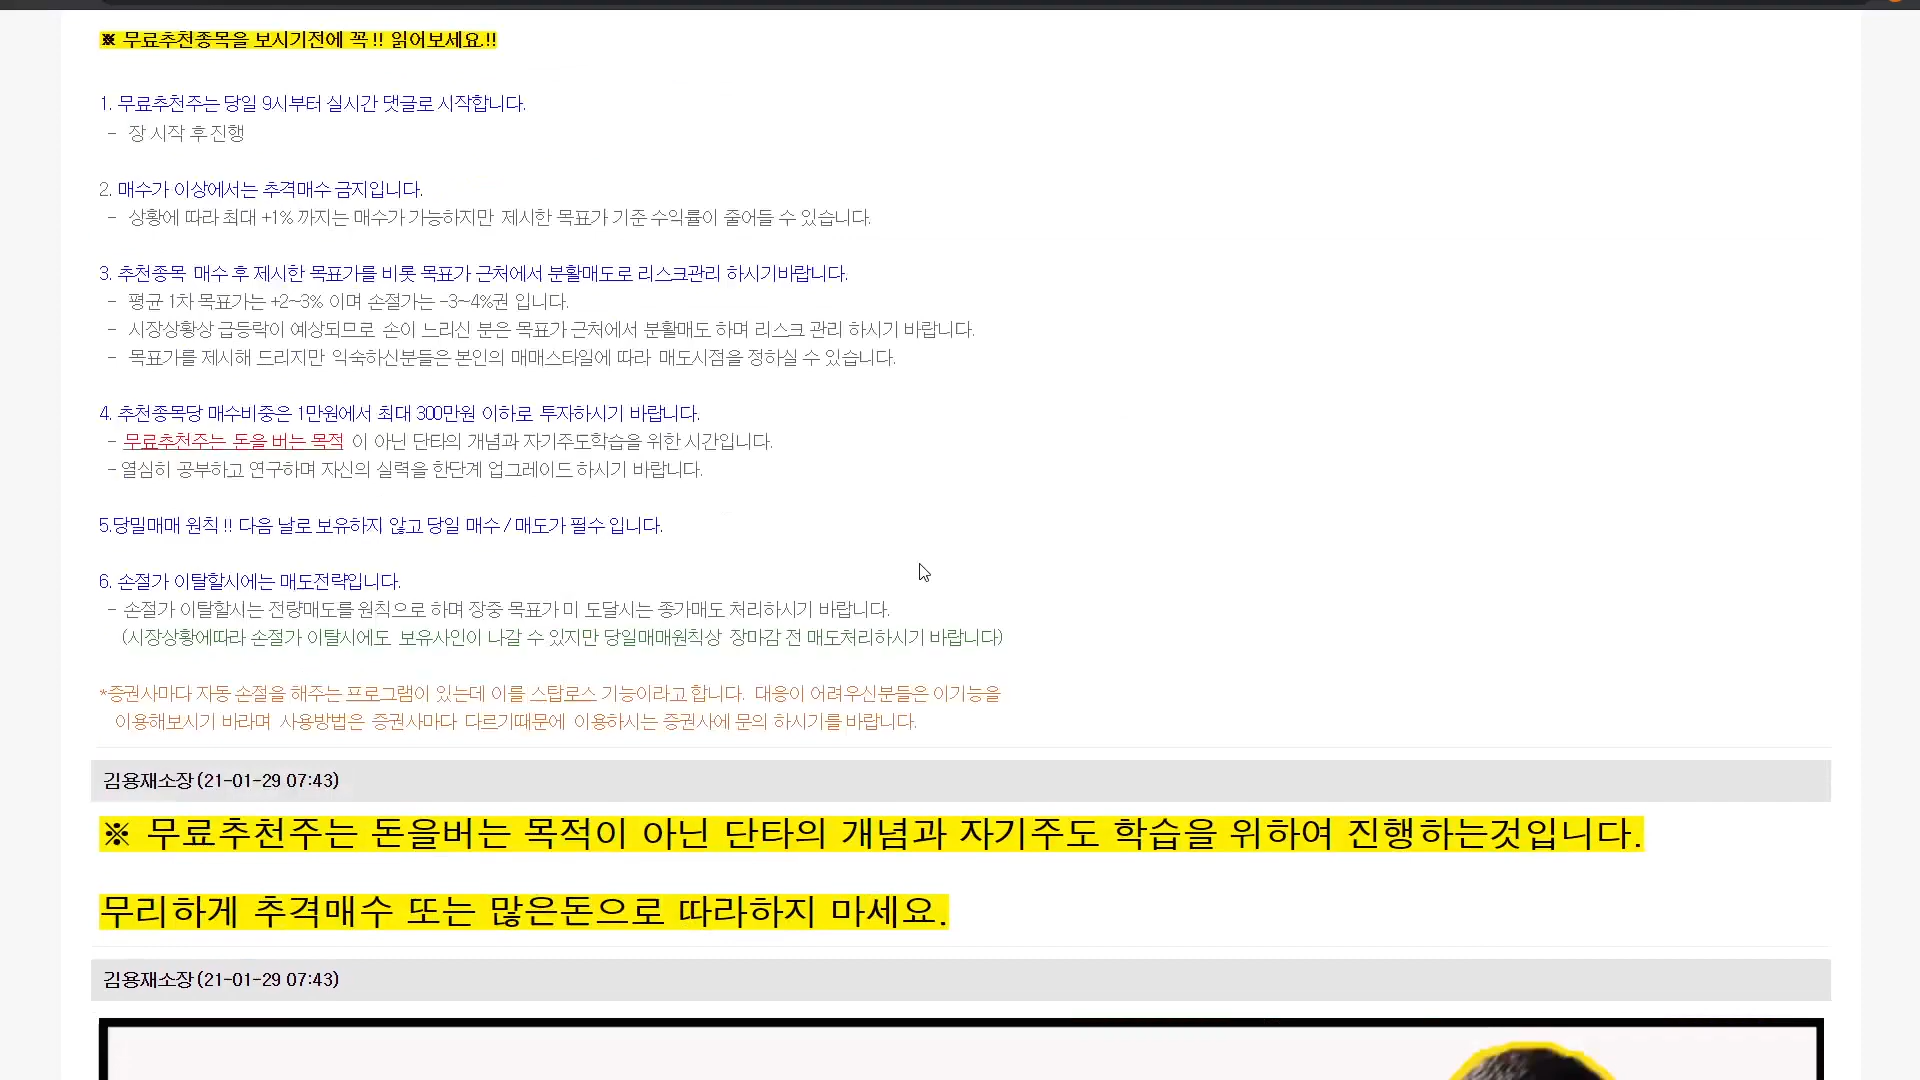 ※ 무료추천종목을 보시기전에 꼭!! 읽어보세요.!!
1. 무료추천주는 당일 9시부터 실시간 댓글로 시작합니다.
- 장 시작 후 진행
2. 매수가 이상에서는 추격매수 금지입니다.
- 상황에 따라 최대 +1% 까지는 매수가 가능하지만 제시한 목표가 기준 수익률이 줄어들 수 있습니다.
3. 추천종목 매수 후 제시한 목표가를 비롯 목표가 근처에서 분활매도로 리스크관리 하시기바랍니다.
- 평균 1차 목표가는 +2~3% 이며 손절가는 -3~4%권 입니다.
- 시장상황상 급등락이 예상되므로 손이 느리신 분은 목표가 근처에서 분활매도 하며 리스크 관리 하시기 바랍니다.
- 목표가를 제시해 드리지만 익숙하신분들은 본인의 매매스타일에 따라 매도시점을 정하실 수 있습니다.
4. 추천종목당 매수비중은 1만원에서 최대 300만원 이하로 투자하시기 바랍니다.
- 무료추천주는 돈을 버는 목적 이 아닌 단타의 개념과 자기주도학습을 위한 시간입니다.
- 열심히 공부하고 연구하며 자신의 실력을 한단계 업그레이드 하시기 바랍니다.
5.당밀매매 원칙 !! 다음 날로 보유하지 않고 당일 매수 / 매도가 필수 입니다.
6. 손절가 이탈할시에는 매도전략입니다.
- 손절가 이탈할시는 전량매도를 원칙으로 하며 장중 목표가 미 도달시는 종가매도 처리하시기 바랍니다.
(시장상황에따라 손절가 이탈시에도 보유사인이 나갈 수 있지만 당일매매원칙상 장마감 전 매도처리하시기 바랍니다)
*증권사마다 자동 손절을 해주는 프로그램이 있는데 이를 스탑로스 기능이라고 합니다. 대응이 어려우신분들은 이기능을
이용해보시기 바라며 사용방법은 증권사마다 다르기때문에 이용하시는 증권사에 문의 하시기를 바랍니다.
김용재소장 (21-01-29 07:43)
※ 무료추천주는 돈을버는 목적이 아닌 단타의 개념과 자기주도 학습을 위하여 진행하는것입니다.
무리하게 추격매수 또는 많은돈으로 따라하지 마세요.
김용재소장 (21-01-29 07:43)